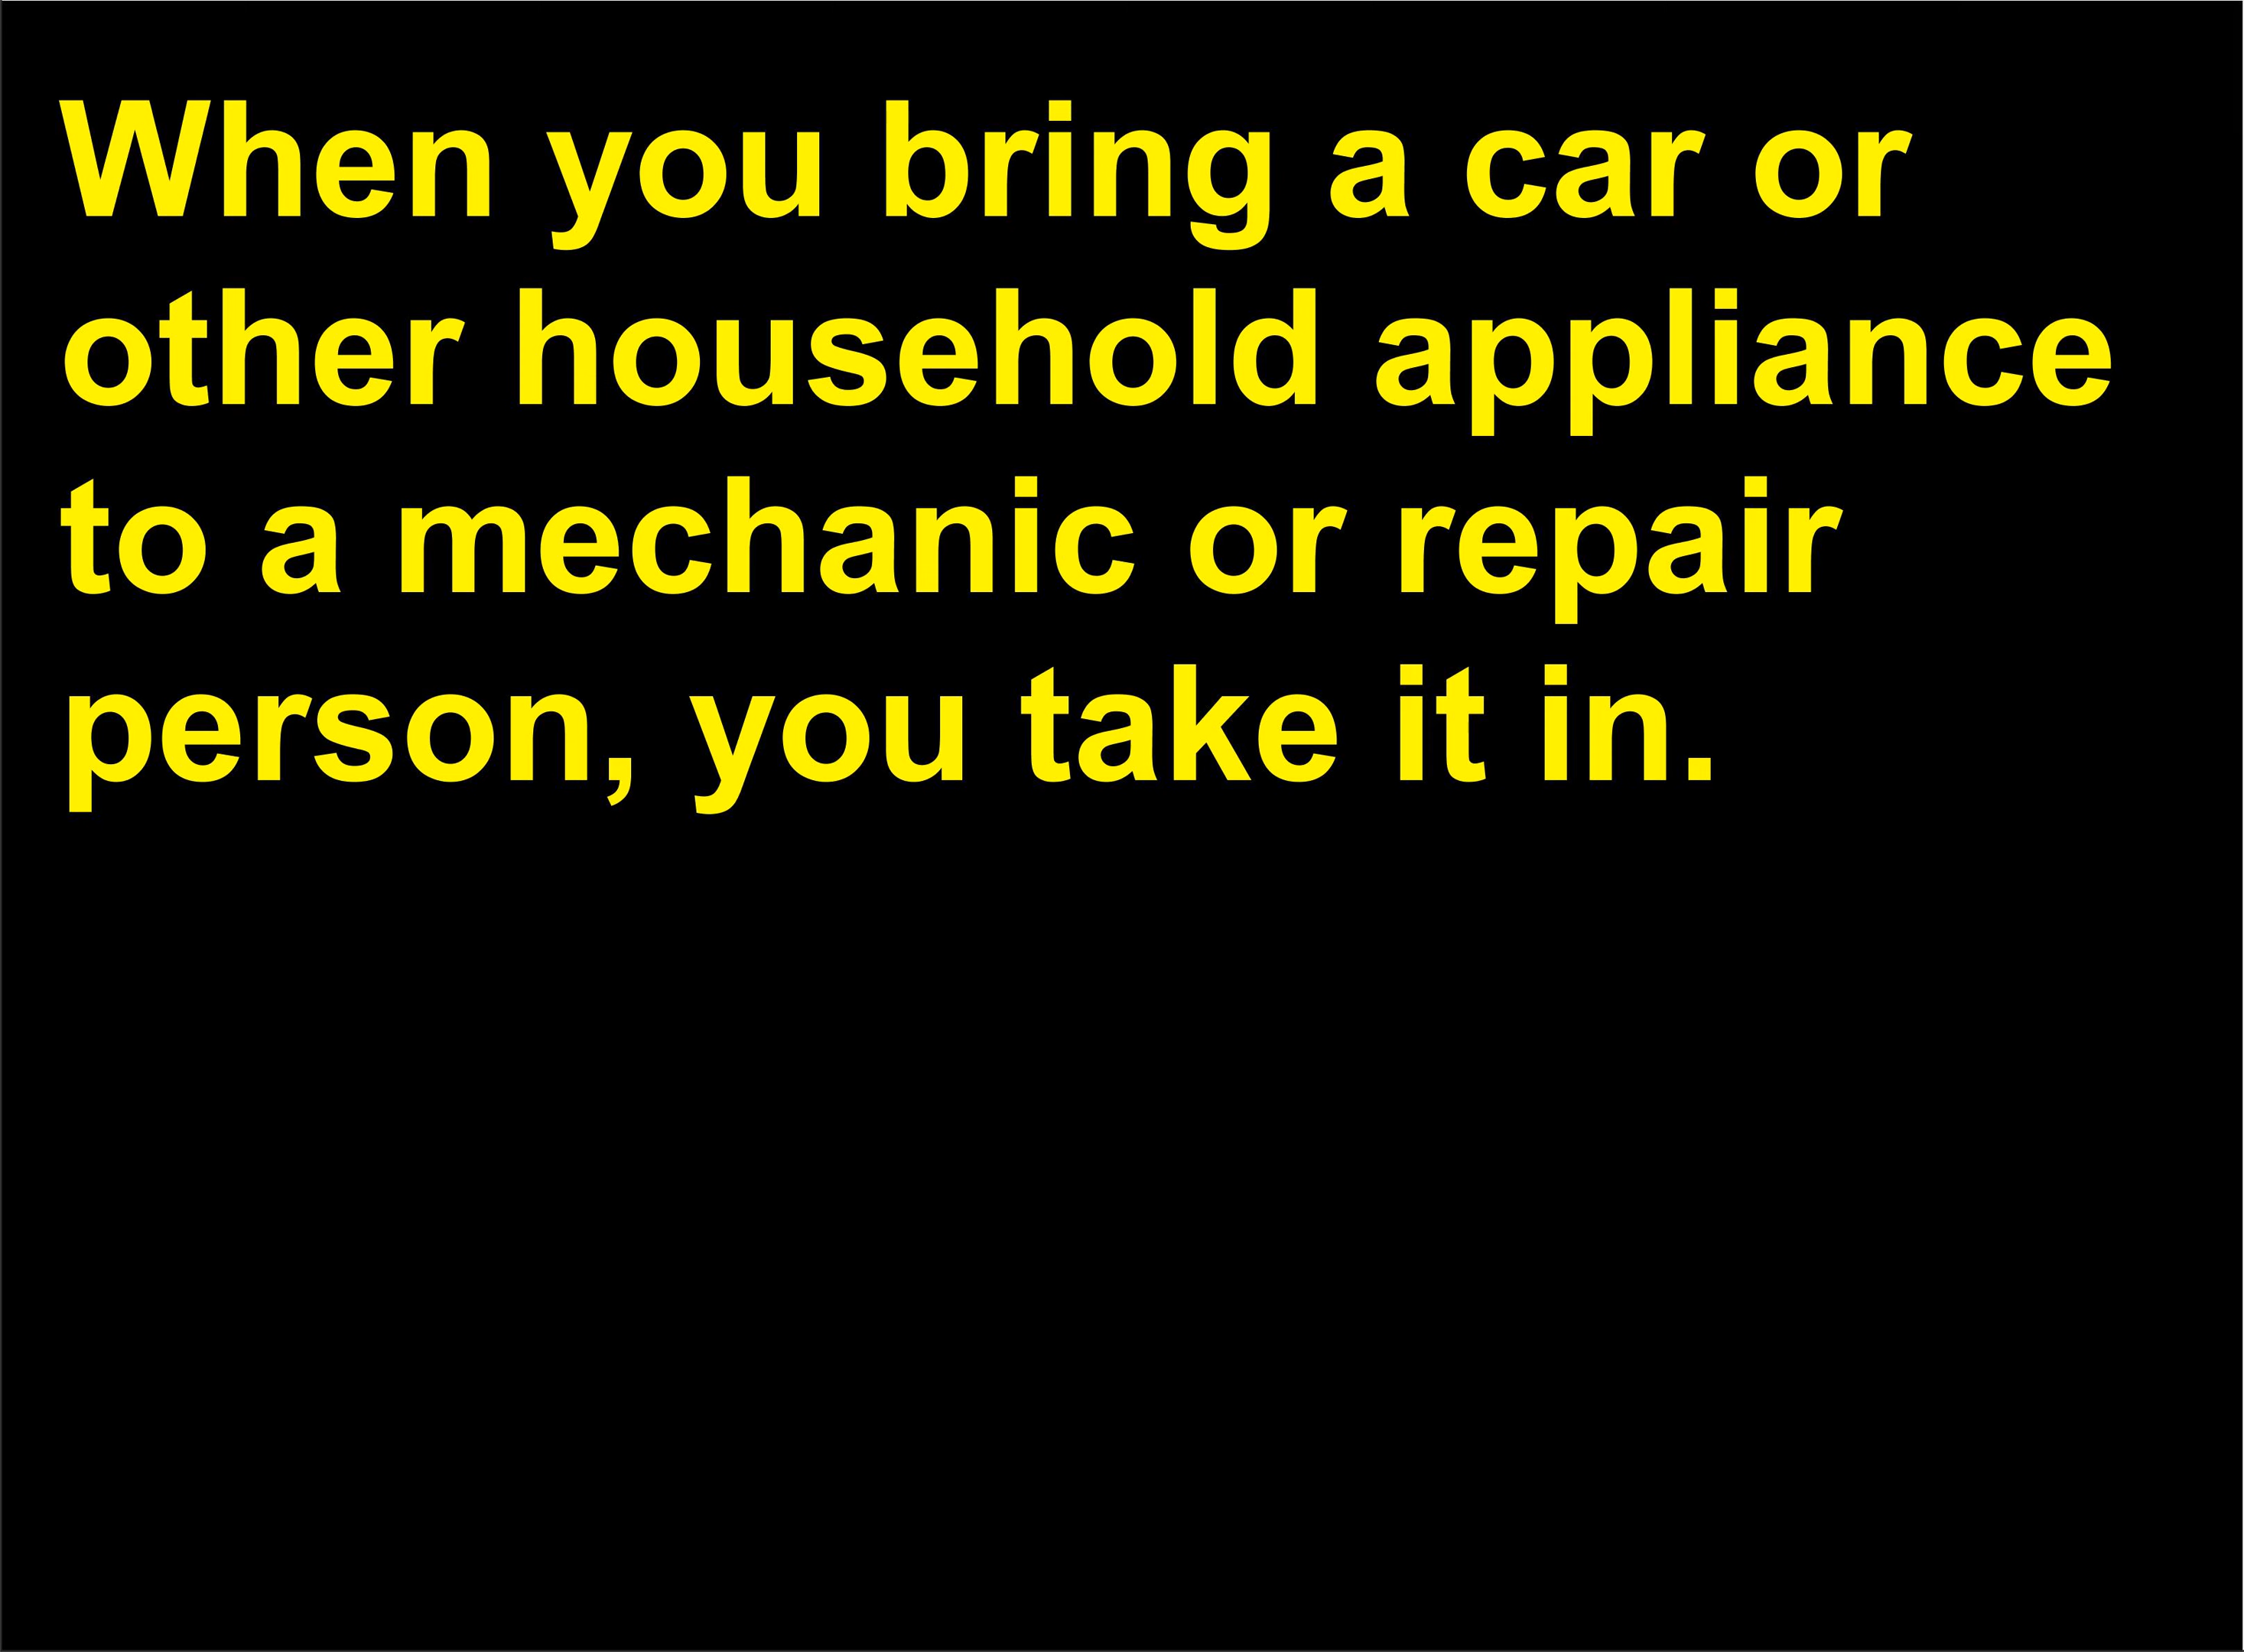 When you bring a car or
other household appliance
to a mechanic or repair
person, you take it in.